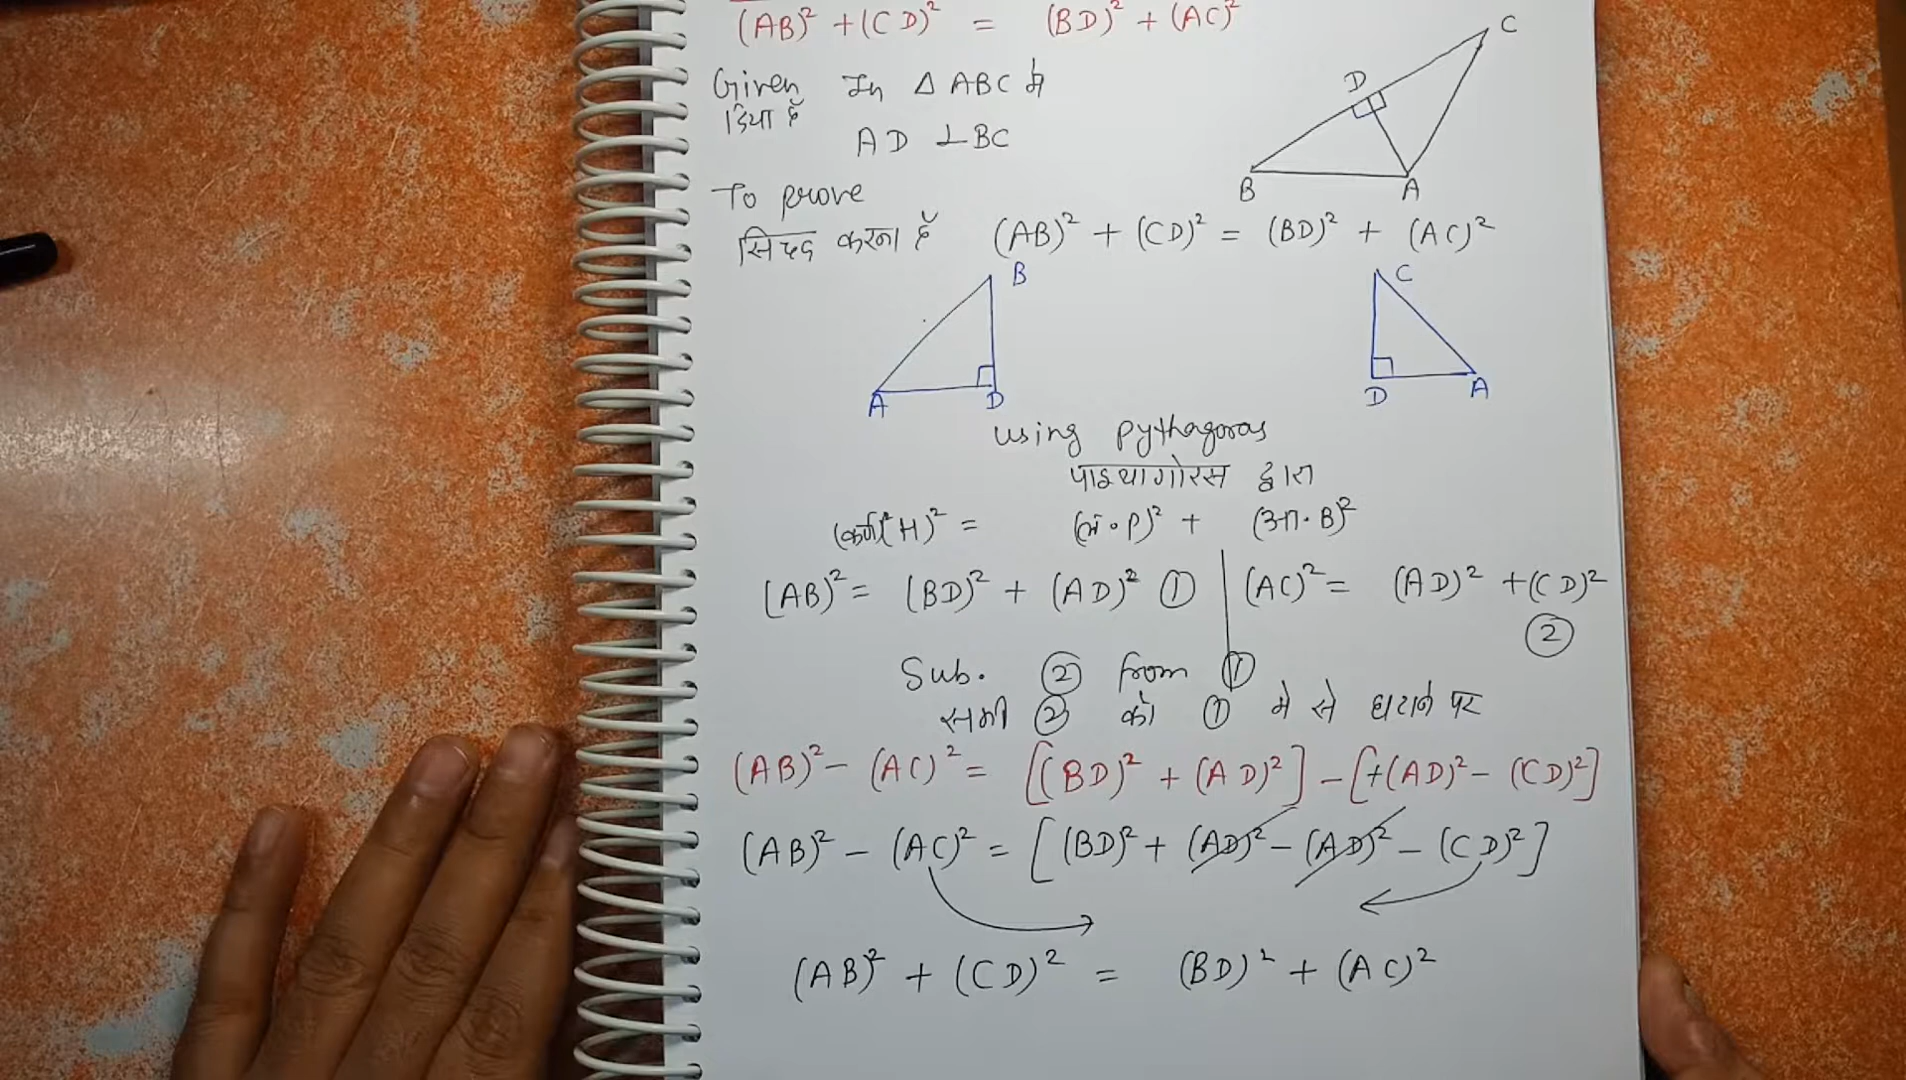 (AB)² + (CD)² = (BD)² + (AC)²
Given In △ ABC में
दिया है
AD ⊥ BC
C
D
B
A
To prove
सिद्द करना है (AB)² + (CD)² = (BD)² + (AC)²
B
A
D
C
D
A
using pythagoras
पाइथागोरस द्वारा
(कर्ण H)² = (लं॰P)² + (आ॰B)²
(AB)² = (BD)² + (AD)² ① (AC)² = (AD)² + (CD)²
②
Sub. ② from ①
समी ② को ① मे से घटाने पर
(AB)² - (AC)² = [(BD)² + (AD)²] - [+(AD)² - (CD)²]
(AB)² - (AC)² = [(BD)² + (AD)² - (AD)² - (CD)²]
(AB)² + (CD)² = (BD)² + (AC)²